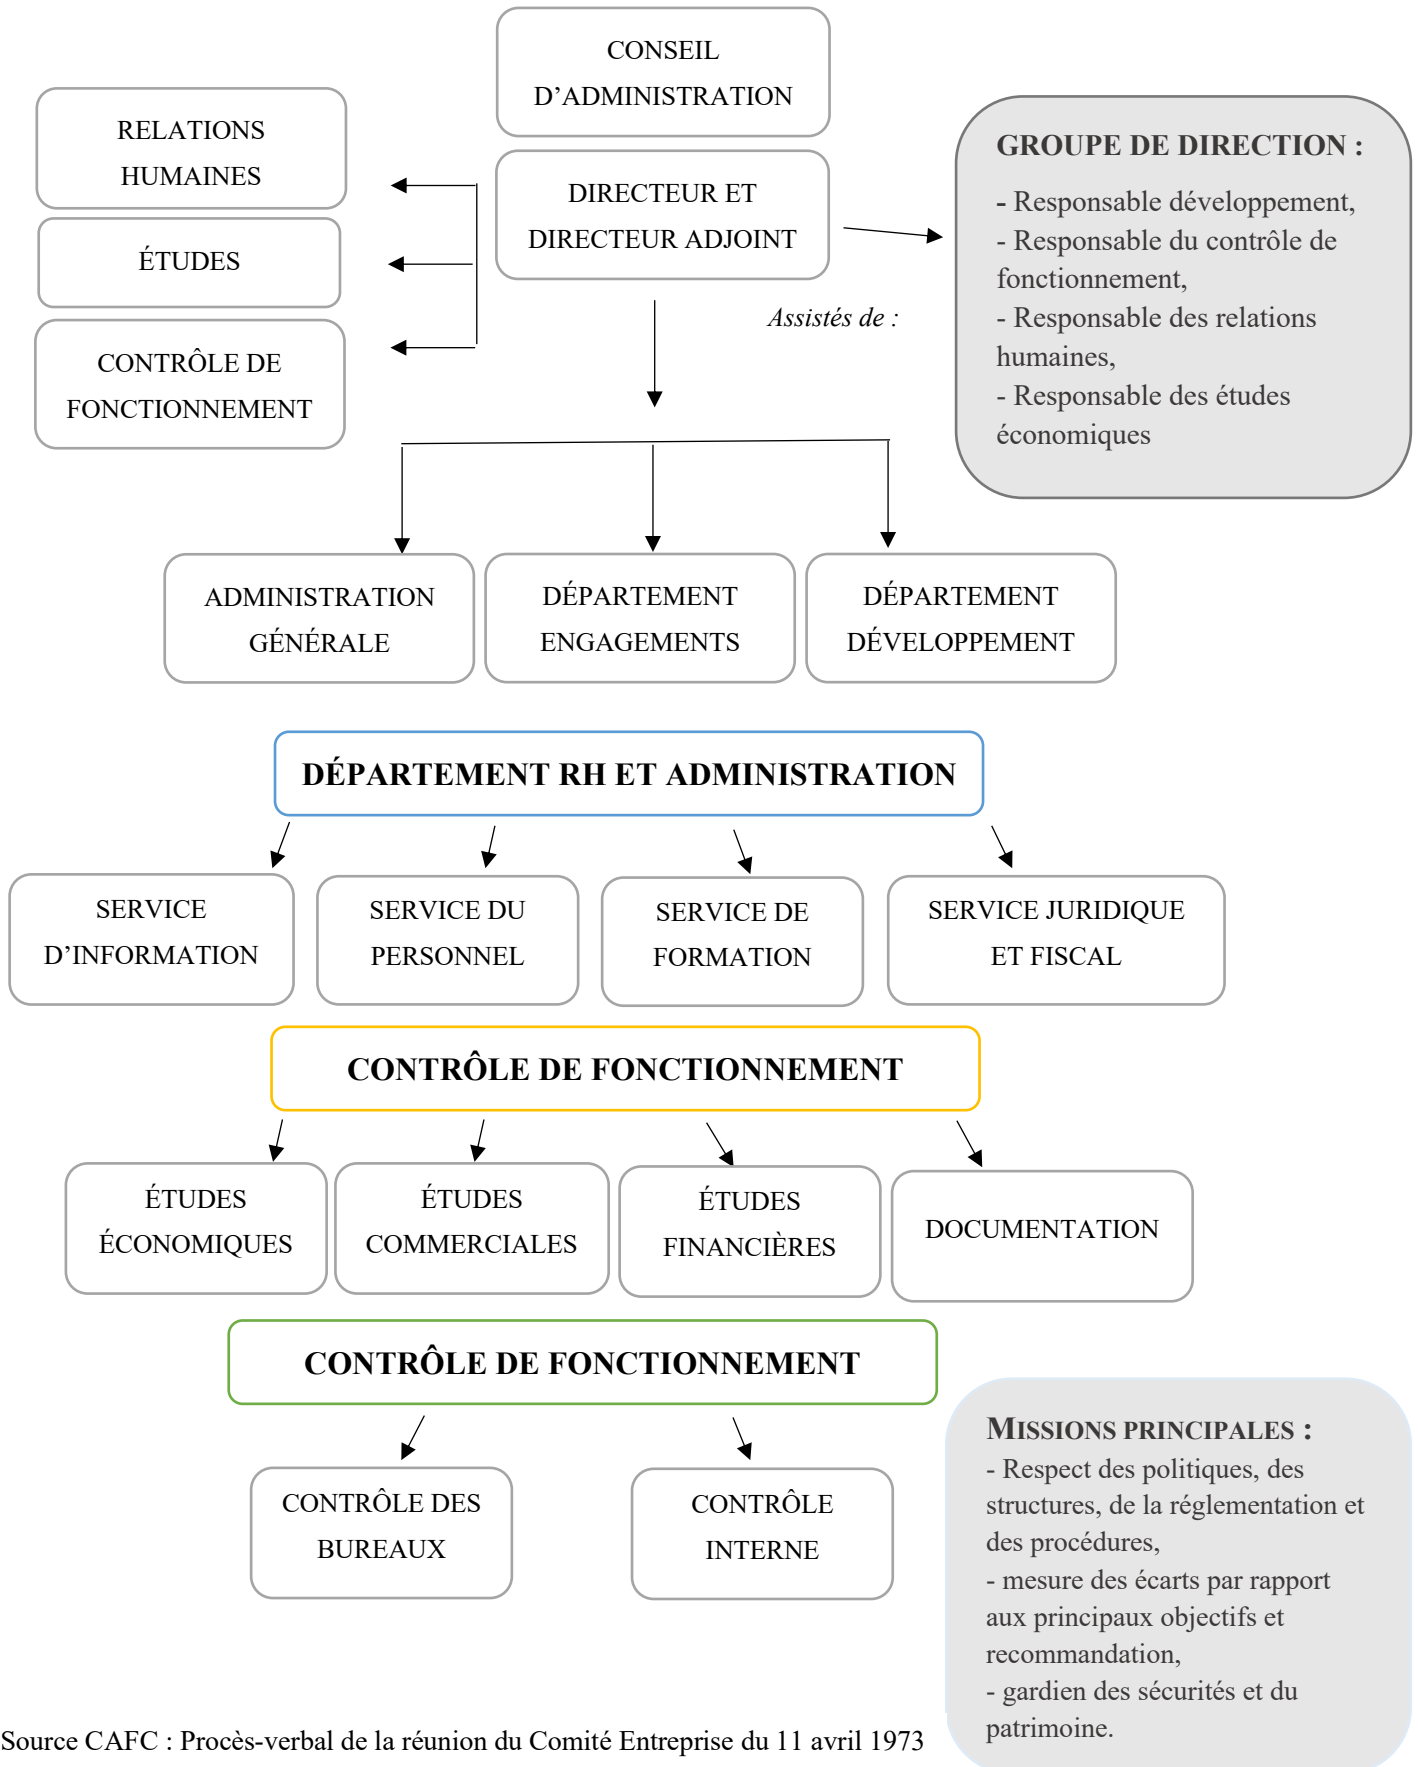 CONSEIL
D’ADMINISTRATION
RELATIONS
HUMAINES
ÉTUDES
CONTRÔLE DE
FONCTIONNEMENT
DIRECTEUR ET
DIRECTEUR ADJOINT
Assistés de :
GROUPE DE DIRECTION :
- Responsable développement,
- Responsable du contrôle de
fonctionnement,
- Responsable des relations
humaines,
- Responsable des études
économiques
ADMINISTRATION
GÉNÉRALE
DÉPARTEMENT
ENGAGEMENTS
DÉPARTEMENT
DÉVELOPPEMENT
DÉPARTEMENT RH ET ADMINISTRATION
SERVICE
D’INFORMATION
SERVICE DU
PERSONNEL
SERVICE DE
FORMATION
SERVICE JURIDIQUE
ET FISCAL
CONTRÔLE DE FONCTIONNEMENT
ÉTUDES
ÉCONOMIQUES
ÉTUDES
COMMERCIALES
ÉTUDES
FINANCIÈRES
DOCUMENTATION
CONTRÔLE DE FONCTIONNEMENT
CONTRÔLE DES
BUREAUX
CONTRÔLE
INTERNE
MISSIONS PRINCIPALES :
- Respect des politiques, des
structures, de la réglementation et
des procédures,
- mesure des écarts par rapport
aux principaux objectifs et
recommandation,
- gardien des sécurités et du
patrimoine.
Source CAFC : Procès-verbal de la réunion du Comité Entreprise du 11 avril 1973